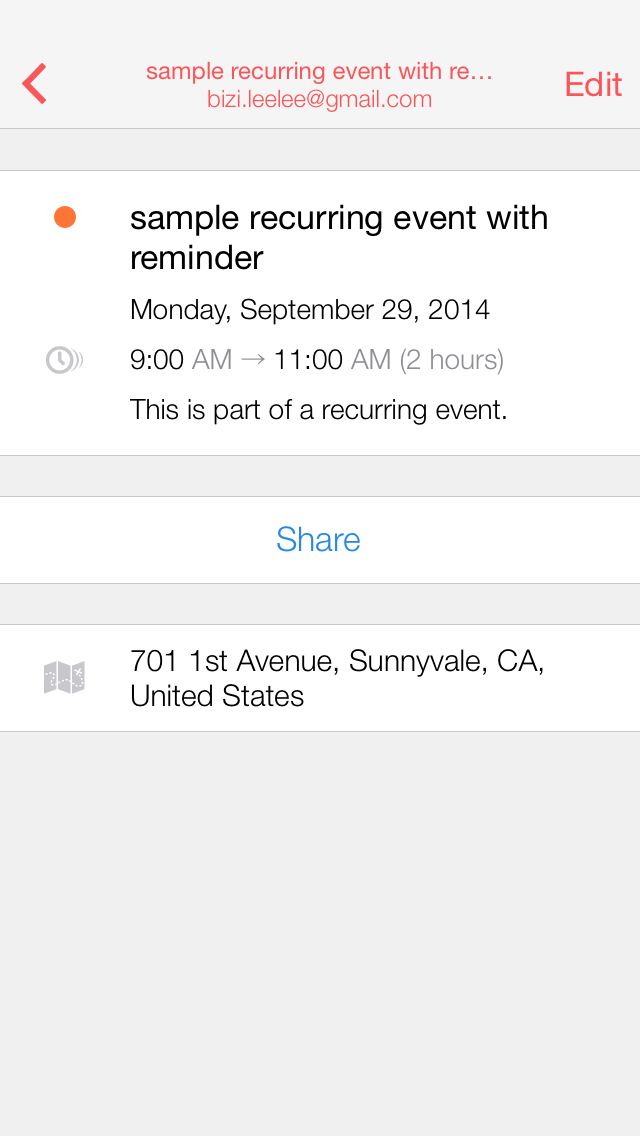 sample recurring event with re…
bizi.leelee@gmail.com
Edit
sample recurring event with
reminder
Monday, September 29, 2014
9:00 AM → 11:00 AM (2 hours)
This is part of a recurring event.
Share
701 1st Avenue, Sunnyvale, CA,
United States